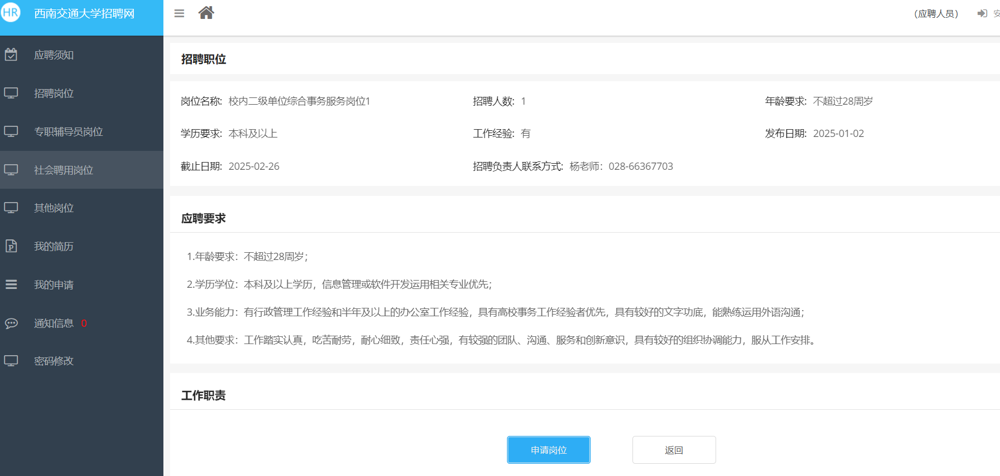 HR 西南交通大学招聘网
（应聘人员） 安
应聘须知
招聘岗位
专职辅导员岗位
社会聘用岗位
其他岗位
我的简历
我的申请
通知信息 0
密码修改
招聘职位
岗位名称: 校内二级单位综合事务服务岗位1 招聘人数: 1 年龄要求: 不超过28周岁
学历要求: 本科及以上 工作经验: 有 发布日期: 2025-01-02
截止日期: 2025-02-26 招聘负责人联系方式: 杨老师：028-66367703
应聘要求
1.年龄要求：不超过28周岁；
2.学历学位：本科及以上学历，信息管理或软件开发运用相关专业优先；
3.业务能力：有行政管理工作经验和半年及以上的办公室工作经验，具有高校事务工作经验者优先，具有较好的文字功底，能熟练运用外语沟通；
4.其他要求：工作踏实认真，吃苦耐劳，耐心细致，责任心强，有较强的团队、沟通、服务和创新意识，具有较好的组织协调能力，服从工作安排。
工作职责
申请岗位 返回